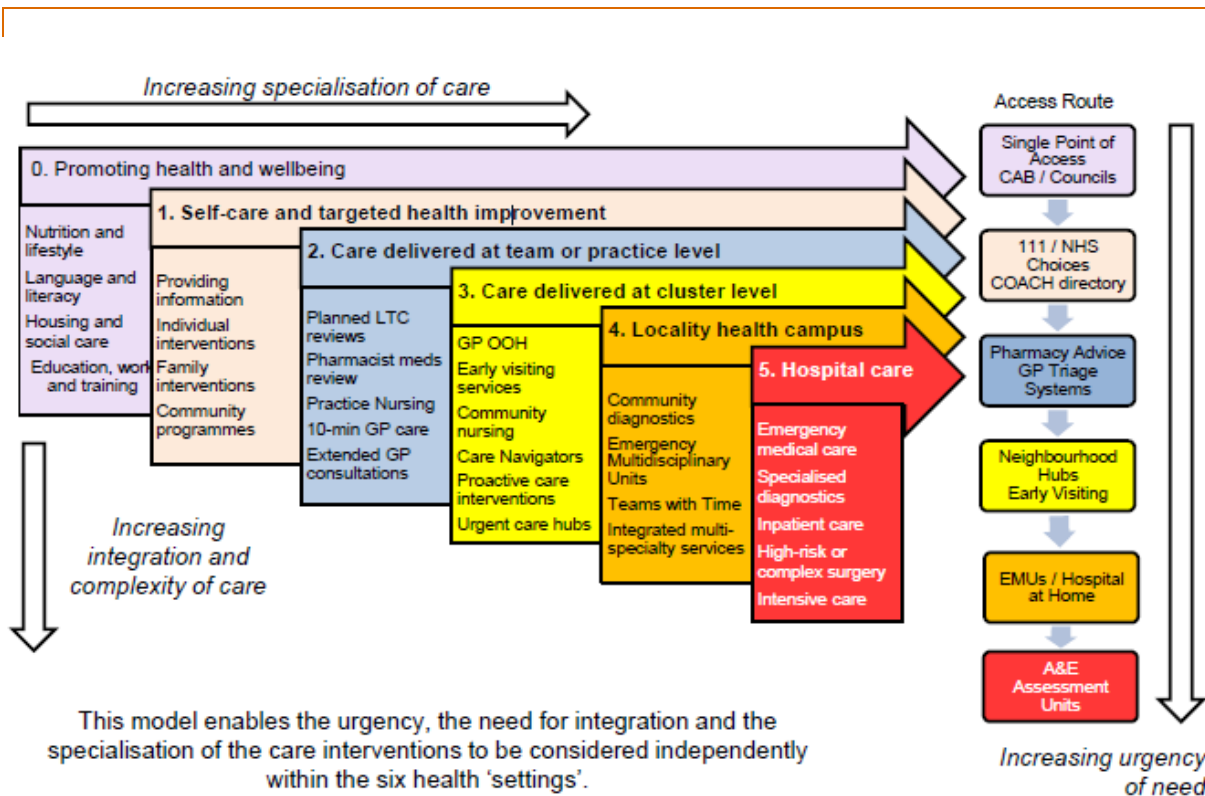 Increasing specialisation of care
0. Promoting health and wellbeing
Nutrition and
lifestyle
Language and
literacy
Housing and
social care
Education, work
and training
1. Self-care and targeted health improvement
Providing
information
Individual
interventions
Family
interventions
Community
programmes
2. Care delivered at team or practice level
Planned LTC
reviews
Pharmacist meds
review
Practice Nursing
10-min GP care
Extended GP
consultations
3. Care delivered at cluster level
GP OOH
Early visiting
services
Community
nursing
Care Navigators
Proactive care
interventions
Urgent care hubs
4. Locality health campus
Community
diagnostics
Emergency
Multidisciplinary
Units
Teams with Time
Integrated multi-
specialty services
5. Hospital care
Emergency
medical care
Specialised
diagnostics
Inpatient care
High-risk or
complex surgery
Intensive care
Increasing
integration and
complexity of care
Access Route
Single Point of
Access
CAB / Councils
111 / NHS
Choices
COACH directory
Pharmacy Advice
GP Triage
Systems
Neighbourhood
Hubs
Early Visiting
EMUs / Hospital
at Home
A&E
Assessment
Units
Increasing urgency
of need
This model enables the urgency, the need for integration and the
specialisation of the care interventions to be considered independently
within the six health ‘settings’.